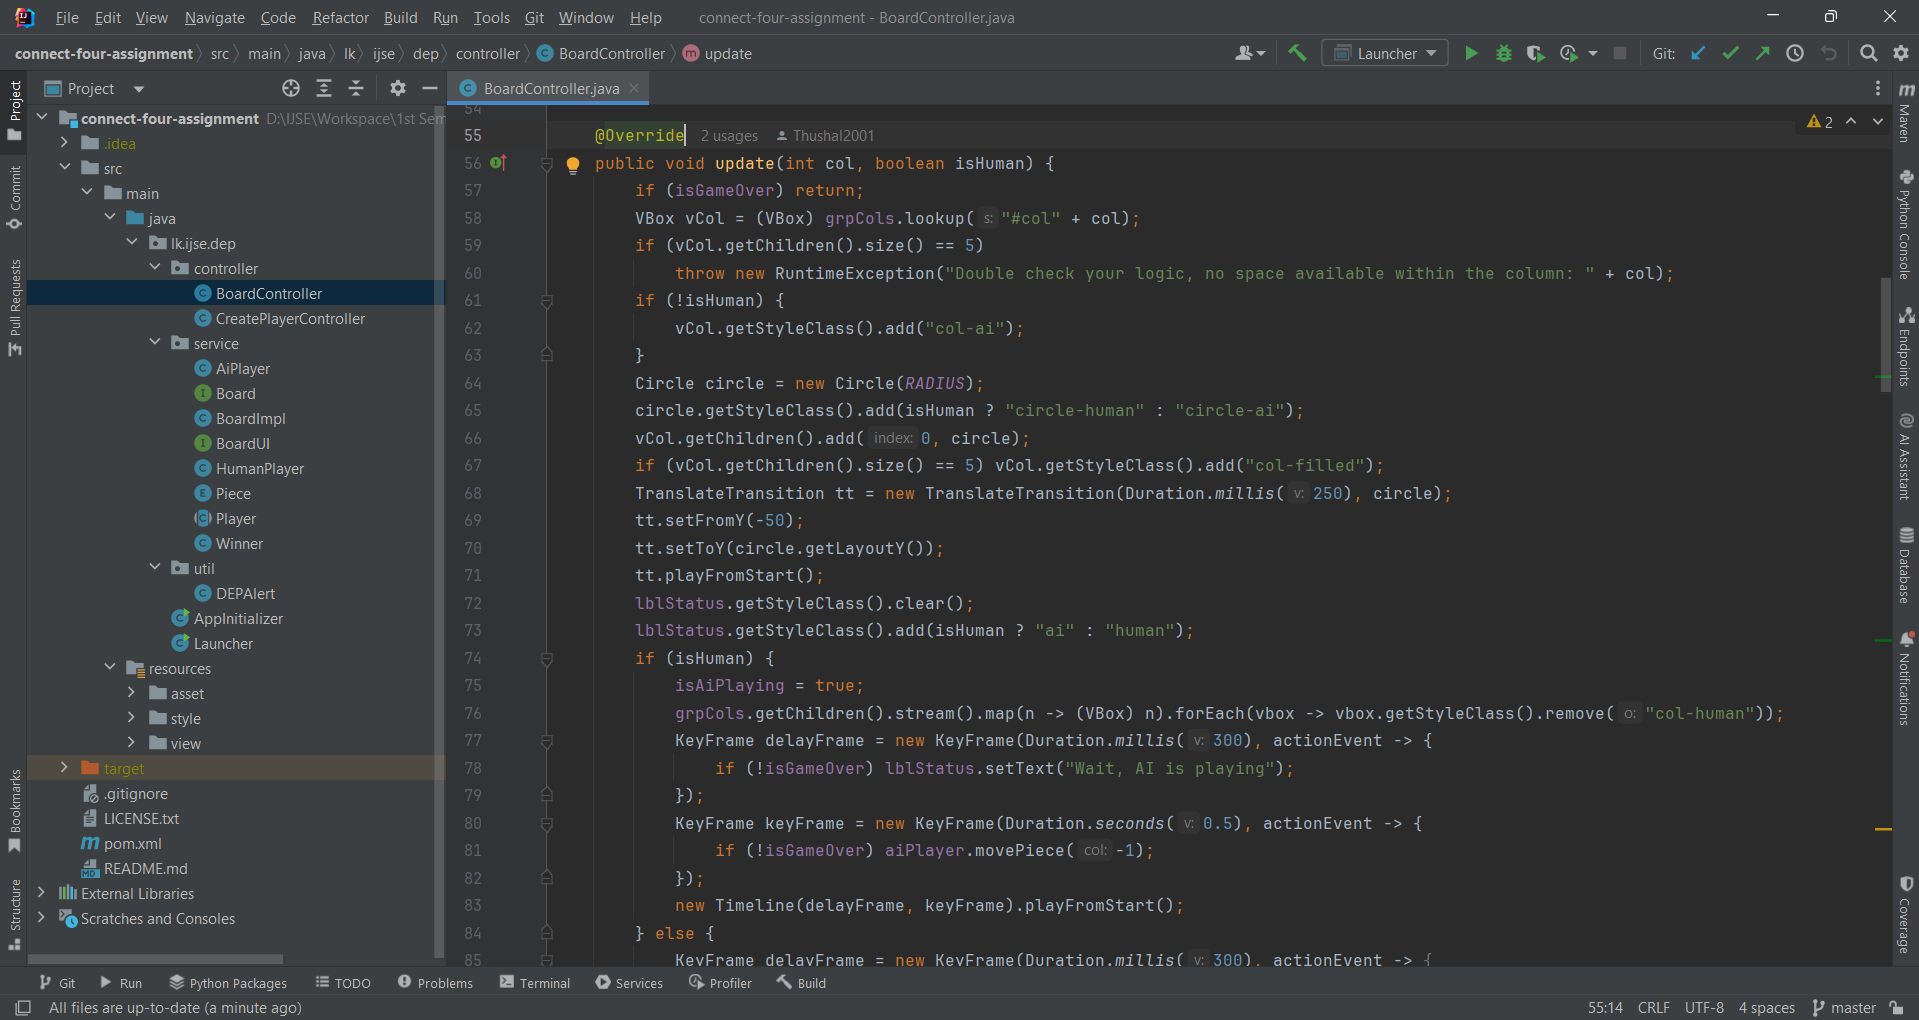 File Edit View Navigate Code Refactor Build Run Tools Git Window Help connect-four-assignment - BoardController.java
connect-four-assignment src main java lk ijse dep controller BoardController update
Launcher Git:
Project
BoardController.java
connect-four-assignment D:\IJSE\Workspace\1st Sem
.idea
src
main
java
lk.ijse.dep
controller
BoardController
CreatePlayerController
service
AiPlayer
Board
BoardImpl
BoardUI
HumanPlayer
Piece
Player
Winner
util
DEPAlert
AppInitializer
Launcher
resources
asset
style
view
target
.gitignore
LICENSE.txt
pom.xml
README.md
External Libraries
Scratches and Consoles
Project
Commit
Pull Requests
Bookmarks
Structure
54
55 @Override 2 usages Thushal2001
56 public void update(int col, boolean isHuman) {
57 if (isGameOver) return;
58 VBox vCol = (VBox) grpCols.lookup( s: "#col" + col);
59 if (vCol.getChildren().size() == 5)
60 throw new RuntimeException("Double check your logic, no space available within the column: " + col);
61 if (!isHuman) {
62 vCol.getStyleClass().add("col-ai");
63 }
64 Circle circle = new Circle(RADIUS);
65 circle.getStyleClass().add(isHuman ? "circle-human" : "circle-ai");
66 vCol.getChildren().add( index: 0, circle);
67 if (vCol.getChildren().size() == 5) vCol.getStyleClass().add("col-filled");
68 TranslateTransition tt = new TranslateTransition(Duration.millis( v: 250), circle);
69 tt.setFromY(-50);
70 tt.setToY(circle.getLayoutY());
71 tt.playFromStart();
72 lblStatus.getStyleClass().clear();
73 lblStatus.getStyleClass().add(isHuman ? "ai" : "human");
74 if (isHuman) {
75 isAiPlaying = true;
76 grpCols.getChildren().stream().map(n -> (VBox) n).forEach(vbox -> vbox.getStyleClass().remove( o: "col-human"));
77 KeyFrame delayFrame = new KeyFrame(Duration.millis( v: 300), actionEvent -> {
78 if (!isGameOver) lblStatus.setText("Wait, AI is playing");
79 });
80 KeyFrame keyFrame = new KeyFrame(Duration.seconds( v: 0.5), actionEvent -> {
81 if (!isGameOver) aiPlayer.movePiece( col: -1);
82 });
83 new Timeline(delayFrame, keyFrame).playFromStart();
84 } else {
85 KeyFrame delayFrame = new KeyFrame(Duration.millis( v: 300), actionEvent -> {
2
Maven
Python Console
Endpoints
AI Assistant
Database
Notifications
Coverage
Git Run Python Packages TODO Problems Terminal Services Profiler Build
All files are up-to-date (a minute ago) 55:14 CRLF UTF-8 4 spaces master